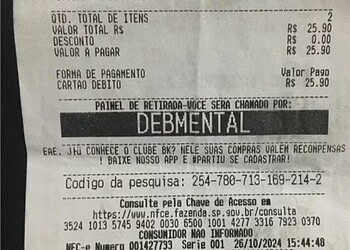 QTD. TOTAL DE ITENS 2
VALOR TOTAL R$ R$ 25.90
DESCONTO R$ 0.00
VALOR A PAGAR R$ 25.90
FORMA DE PAGAMENTO Valor Pago
CARTAO DEBITO R$ 25.90
PAINEL DE RETIRADA-VOCE SERA CHAMADO POR:
DEBMENTAL
EAE, CONHECE O CLUBE BK? NELE SUAS COMPRAS VALEM RECOMPENSAS
! BAIXE NOSSO APP E #PARTIU SE CADASTRAR!
Codigo da pesquisa: 254-780-713-169-214-2
Consulte pela Chave de Acesso em
https://www.nfce.fazenda.sp.gov.br/consulta
3524 1013 5745 9402 0030 6500 1001 4277 3316 7923 0370
CONSUMIDOR NAO INFORMADO
NFC-e Numero 001427733 Serie 001 26/10/2024 15:44:48